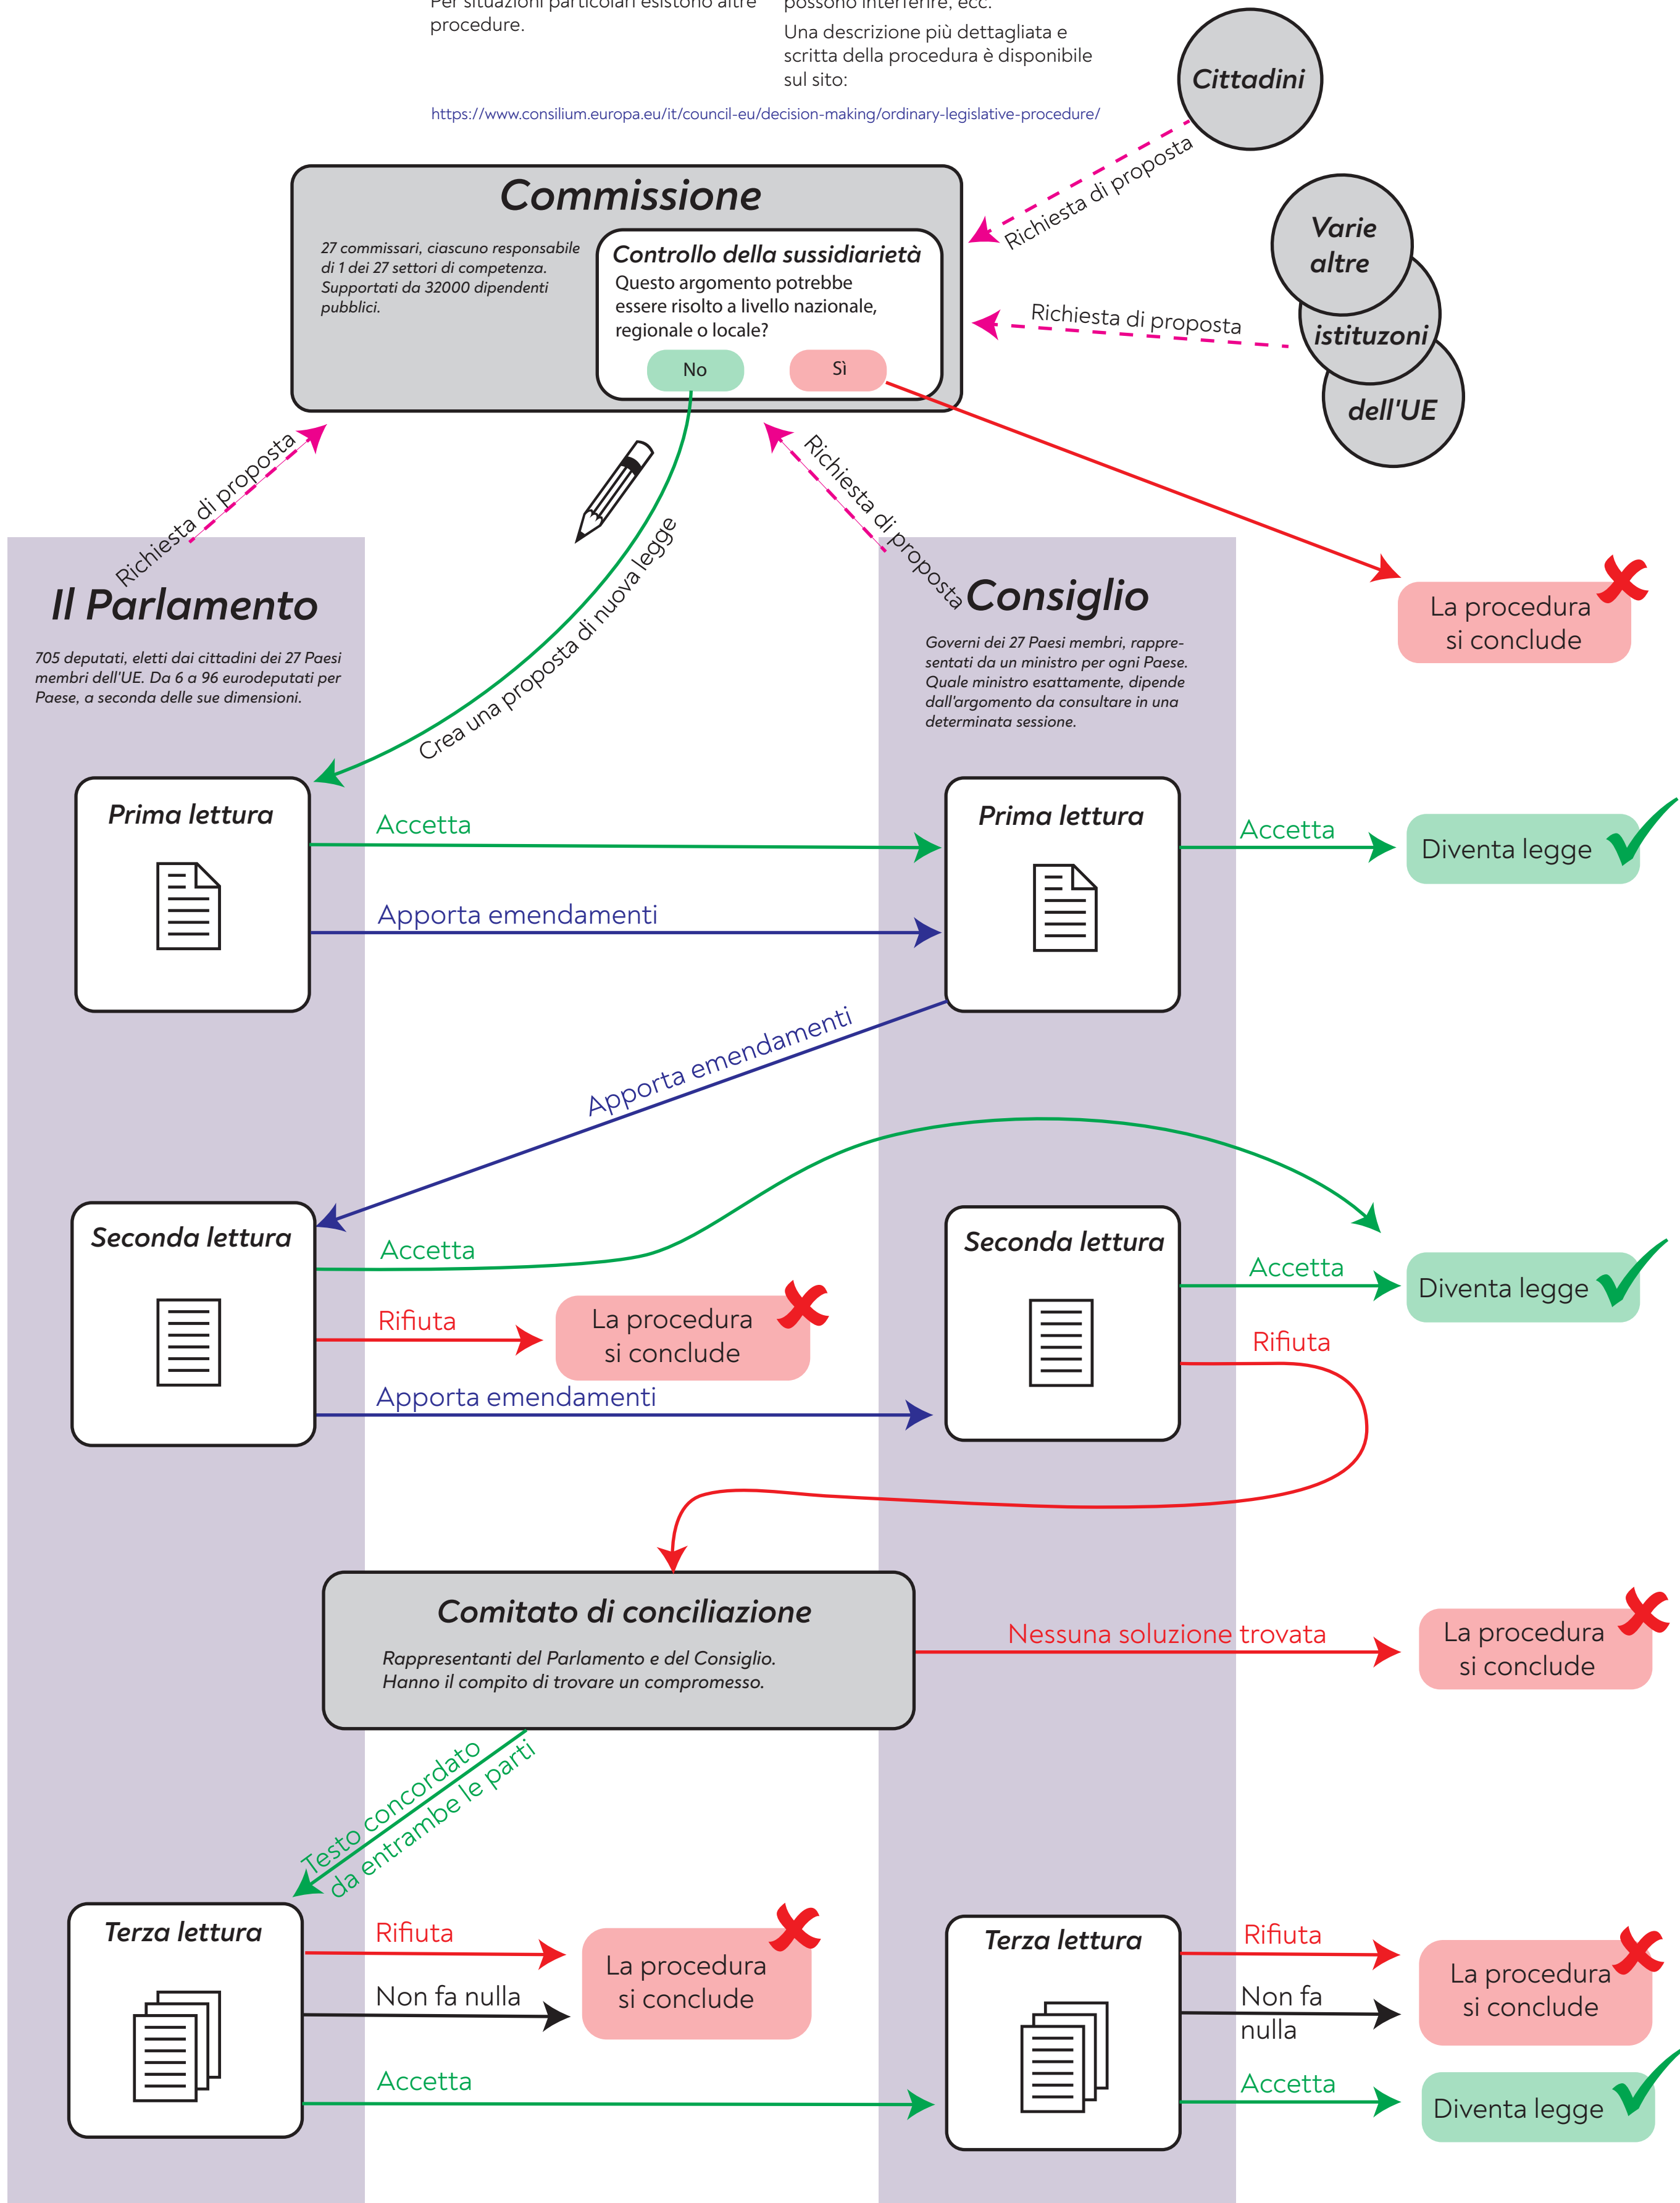 Per situazioni particolari esistono altre
procedure.
possono interferire, ecc.
Una descrizione più dettagliata e
scritta della procedura è disponibile
sul sito:
https://www.consilium.europa.eu/it/council-eu/decision-making/ordinary-legislative-procedure/
Cittadini
Richiesta di proposta
Varie
altre
istituzoni
dell'UE
Richiesta di proposta
Commissione
27 commissari, ciascuno responsabile
di 1 dei 27 settori di competenza.
Supportati da 32000 dipendenti
pubblici.
Controllo della sussidiarietà
Questo argomento potrebbe
essere risolto a livello nazionale,
regionale o locale?
No
Sì
Richiesta di proposta
Richiesta di proposta
Crea una proposta di nuova legge
La procedura
si conclude
Il Parlamento
705 deputati, eletti dai cittadini dei 27 Paesi
membri dell'UE. Da 6 a 96 eurodeputati per
Paese, a seconda delle sue dimensioni.
Consiglio
Governi dei 27 Paesi membri, rappre-
sentati da un ministro per ogni Paese.
Quale ministro esattamente, dipende
dall'argomento da consultare in una
determinata sessione.
Prima lettura
Accetta
Apporta emendamenti
Prima lettura
Accetta
Diventa legge
Apporta emendamenti
Seconda lettura
Accetta
Rifiuta
La procedura
si conclude
Apporta emendamenti
Seconda lettura
Accetta
Diventa legge
Rifiuta
Comitato di conciliazione
Rappresentanti del Parlamento e del Consiglio.
Hanno il compito di trovare un compromesso.
Nessuna soluzione trovata
La procedura
si conclude
Testo concordato
da entrambe le parti
Terza lettura
Rifiuta
Non fa nulla
La procedura
si conclude
Accetta
Terza lettura
Rifiuta
Non fa
nulla
La procedura
si conclude
Accetta
Diventa legge